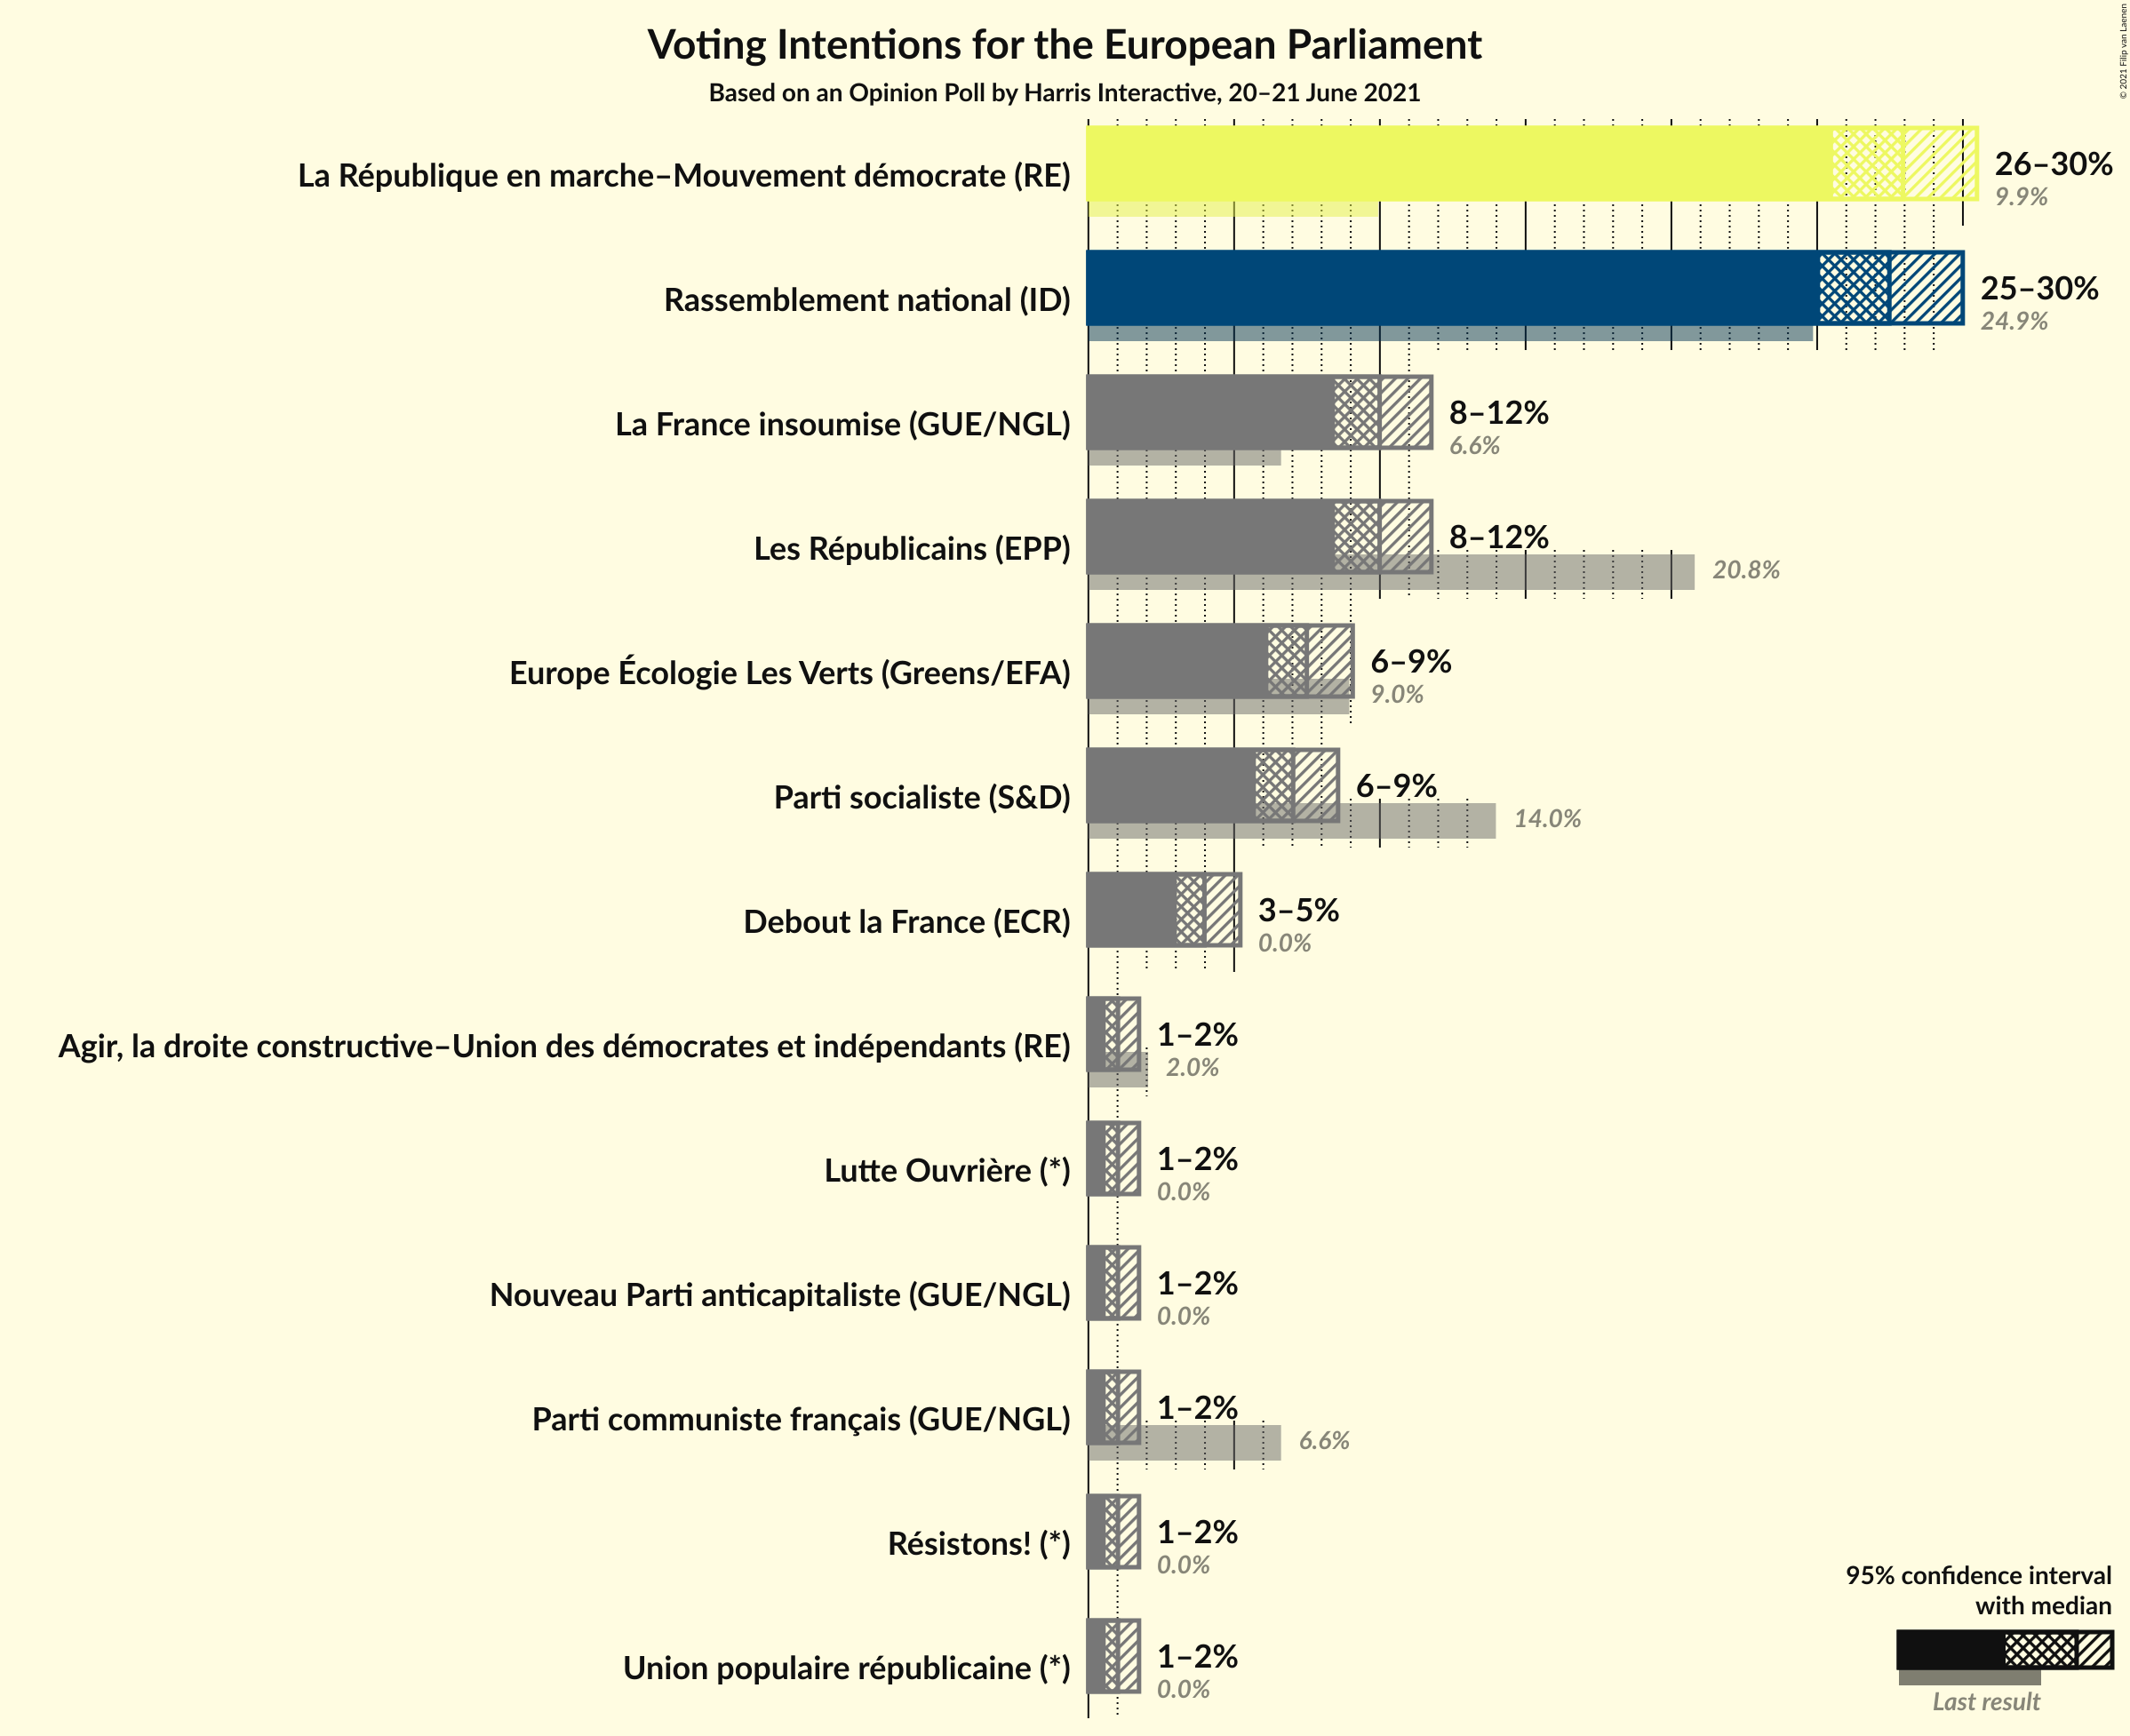 Voting Intentions for the European Parliament
Based on an Opinion Poll by Harris Interactive, 20–21 June 2021
© 2021 Filip van Laenen
La République en marche–Mouvement démocrate (RE)
26–30%
9.9%
Rassemblement national (ID)
25–30%
24.9%
La France insoumise (GUE/NGL)
8–12%
6.6%
Les Républicains (EPP)
8–12%
20.8%
Europe Écologie Les Verts (Greens/EFA)
6–9%
9.0%
Parti socialiste (S&D)
6–9%
14.0%
Debout la France (ECR)
3–5%
0.0%
Agir, la droite constructive–Union des démocrates et indépendants (RE)
1–2%
2.0%
Lutte Ouvrière (*)
1–2%
0.0%
Nouveau Parti anticapitaliste (GUE/NGL)
1–2%
0.0%
Parti communiste français (GUE/NGL)
1–2%
6.6%
Résistons! (*)
1–2%
0.0%
Union populaire républicaine (*)
1–2%
0.0%
95% confidence interval
with median
Last result